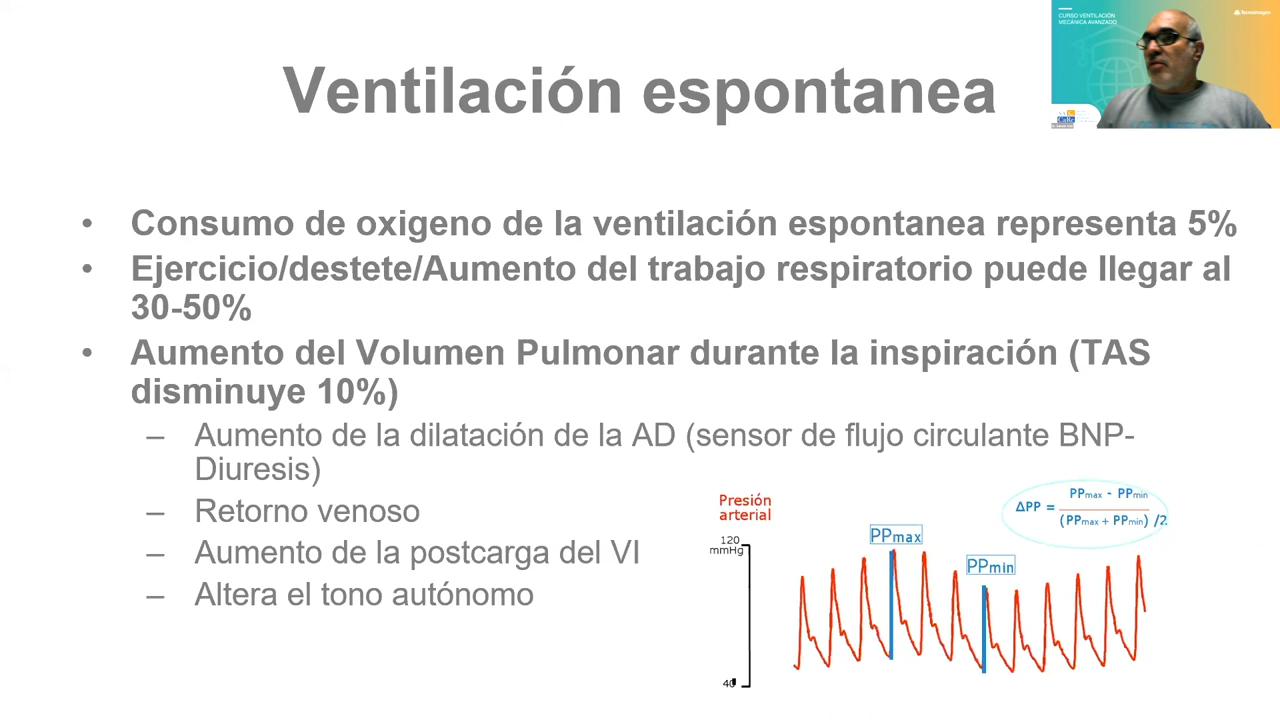 CURSO VENTILACIÓN
MECÁNICA AVANZADO
Ventilación espontanea
• Consumo de oxigeno de la ventilación espontanea representa 5%
• Ejercicio/destete/Aumento del trabajo respiratorio puede llegar al
30-50%
• Aumento del Volumen Pulmonar durante la inspiración (TAS
disminuye 10%)
– Aumento de la dilatación de la AD (sensor de flujo circulante BNP-
Diuresis)
– Retorno venoso
– Aumento de la postcarga del VI
– Altera el tono autónomo
Presión
arterial
120
mmHg
40
PPmax
PPmin
ΔPP = PPmax - PPmin
(PPmax + PPmin) /2